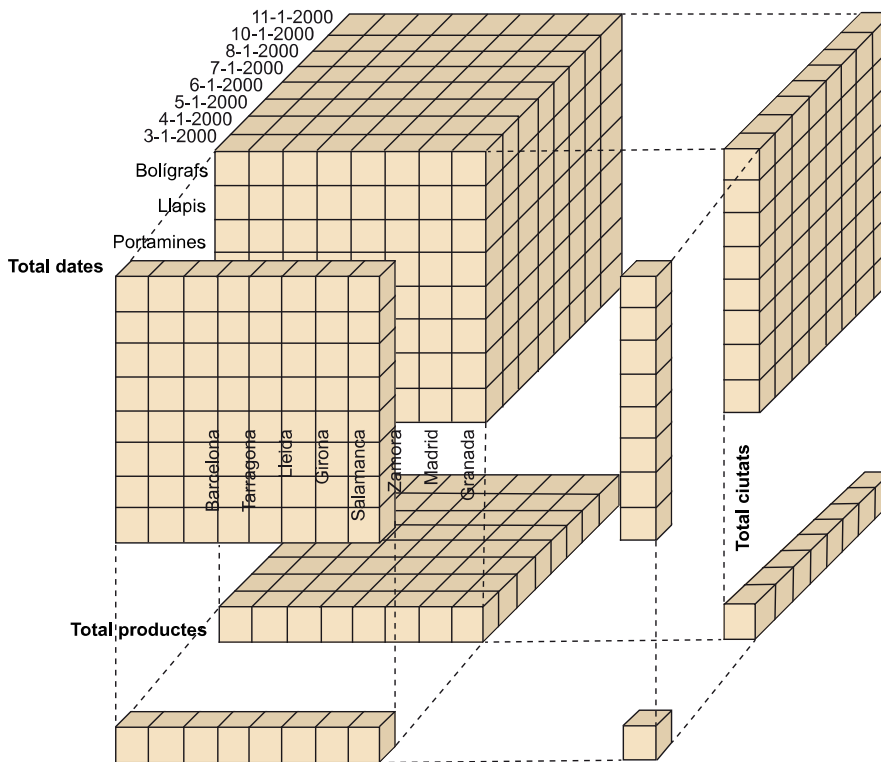 11-1-2000
10-1-2000
8-1-2000
7-1-2000
6-1-2000
5-1-2000
4-1-2000
3-1-2000
Bolígrafs
Llapis
Portamines
Total dates
Barcelona
Tarragona
Lleida
Girona
Salamanca
Zamora
Madrid
Granada
Total ciutats
Total productes